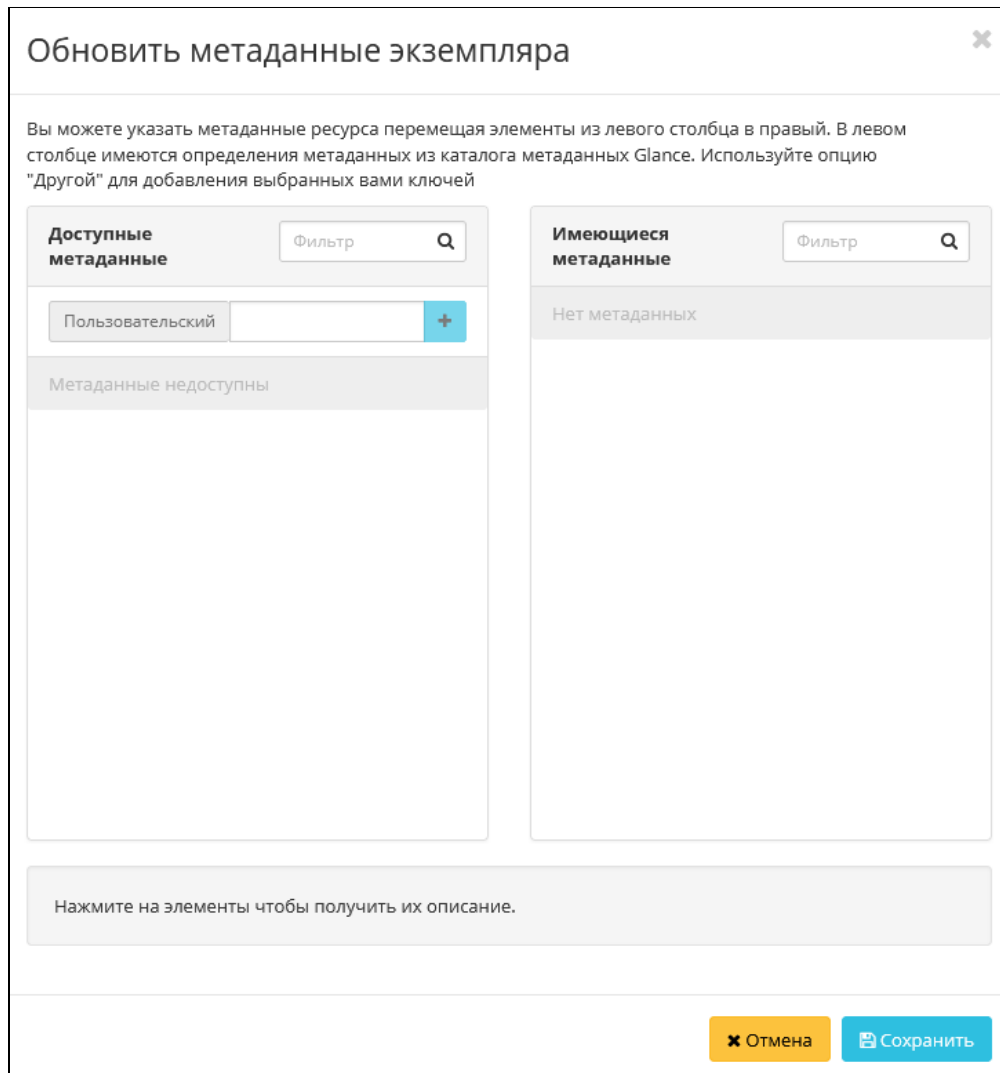 Обновить метаданные экземпляра
Вы можете указать метаданные ресурса перемещая элементы из левого столбца в правый. В левом
столбце имеются определения метаданных из каталога метаданных Glance. Используйте опцию
"Другой" для добавления выбранных вами ключей
Доступные
метаданные
Фильтр
Пользовательский
Метаданные недоступны
Имеющиеся
метаданные
Фильтр
Нет метаданных
Нажмите на элементы чтобы получить их описание.
Отмена
Сохранить